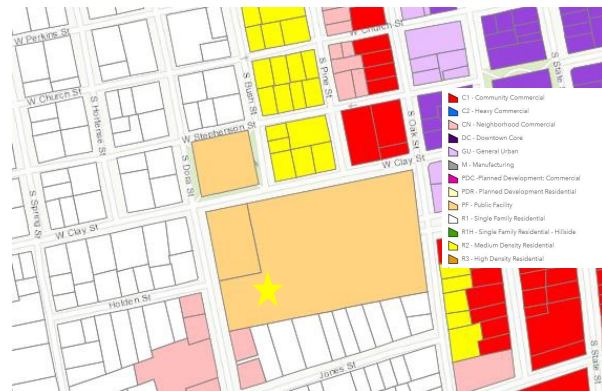 W Perkins St
W Church St
W Church St
S Hortense St
S Bush St
S Pine St
S State St
W Stephenson St
S Dora St
S Oak St
W Clay St
S Spring St
W Clay St
Holden St
Jones St
S State St
C1 - Community Commercial
C2 - Heavy Commercial
CN - Neighborhood Commercial
DC - Downtown Core
GU - General Urban
M - Manufacturing
PDC -Planned Development: Commercial
PDR -Planned Development Residential
PF - Public Facility
R1 - Single Family Residential
R1H - Single Family Residential - Hillside
R2 - Medium Density Residential
R3 - High Density Residential